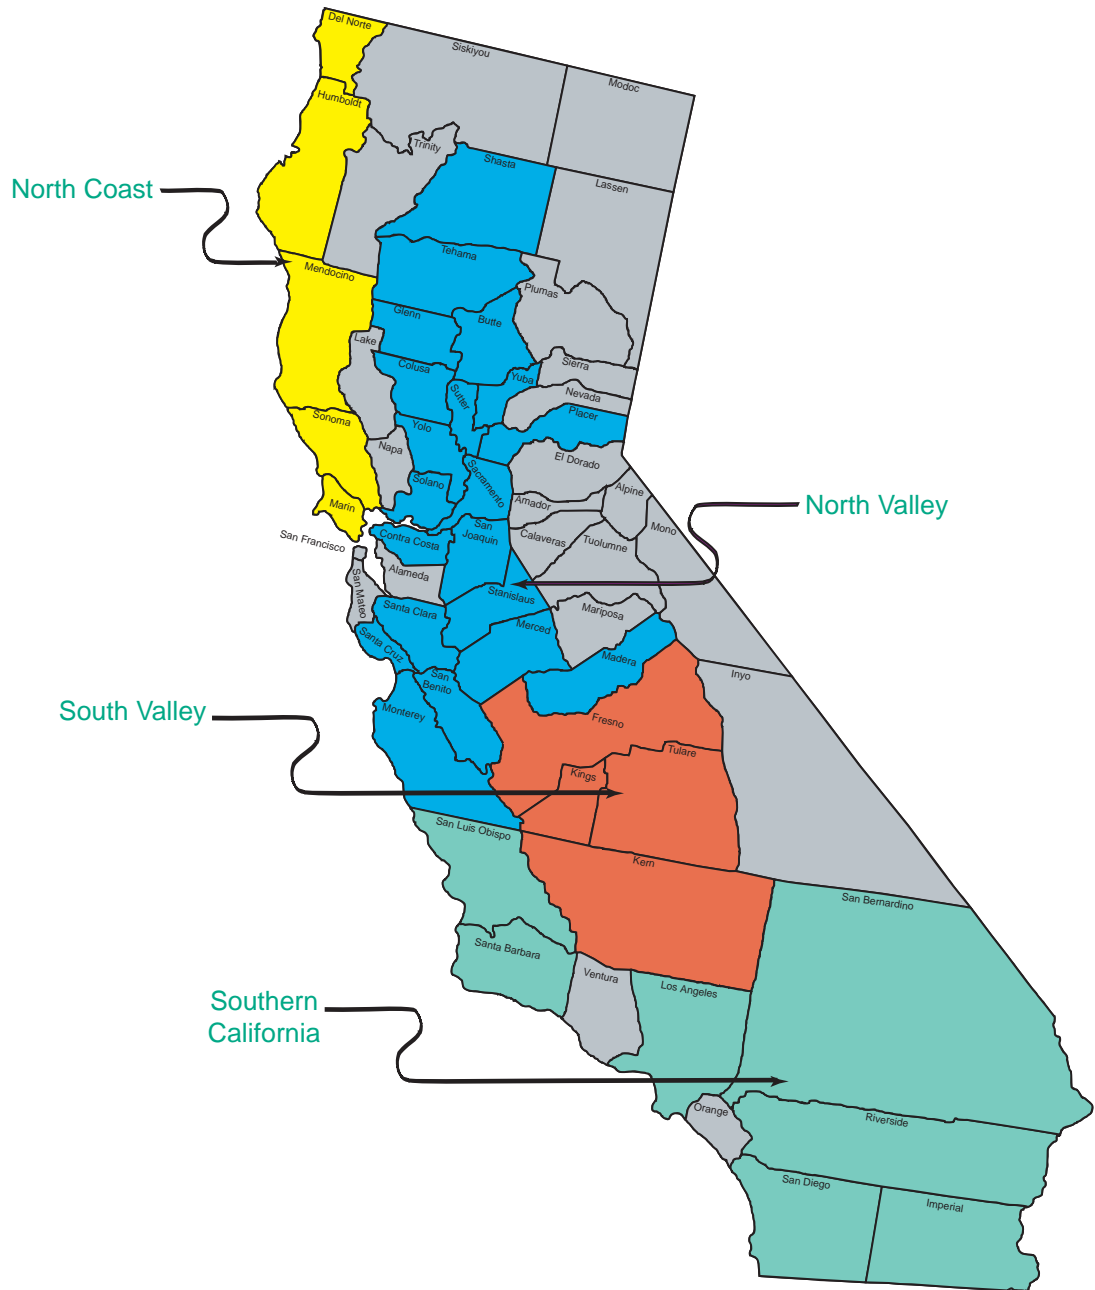 Del Norte
Siskiyou
Modoc
Humboldt
Trinity
Shasta
Lassen
North Coast
Mendocino
Tehama
Plumas
Glenn
Butte
Lake
Colusa
Sierra
Yuba
Nevada
Sutter
Placer
Sonoma
Yolo
Napa
El Dorado
Solano
Sacramento
Alpine
Marin
Amador
North Valley
San
Joaquin
Mono
San Francisco
Contra Costa
Calaveras
Tuolumne
Alameda
San Mateo
Stanislaus
Santa Clara
Mariposa
Merced
Santa Cruz
Madera
San
Benito
Inyo
South Valley
Monterey
Fresno
Tulare
Kings
San Luis Obispo
Kern
San Bernardino
Santa Barbara
Ventura
Los Angeles
Southern
California
Orange
Riverside
San Diego
Imperial